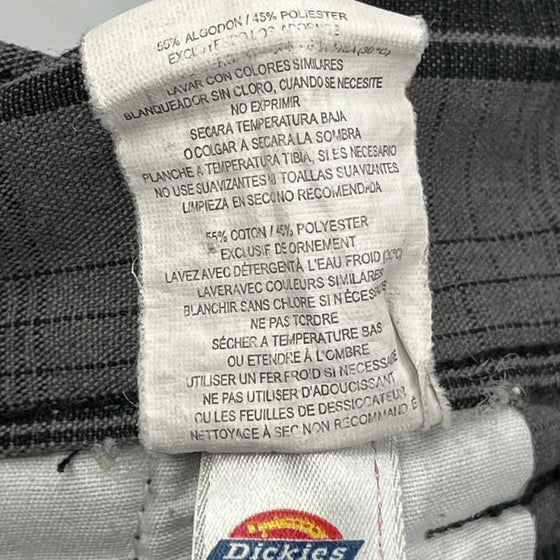 55% ALGODON / 45% POLIESTER
LAVAR CON COLORES SIMILARES
BLANQUEADOR SIN CLORO, CUANDO SE NECESITE
NO EXPRIMIR
SECAR A TEMPERATURA BAJA
O COLGAR A SECAR A LA SOMBRA
PLANCHE A TEMPERATURA TIBIA, SI ES NECESARIO
NO USE SUAVIZANTES NI TOALLAS SUAVIZANTES
LIMPIEZA EN SECO NO RECOMENDADA
55% COTON / 45% POLYESTER
EXCLUSIF DE ORNEMENT
LAVEZ AVEC DETERGENT À L'EAU FROID (30°C)
LAVER AVEC COULEURS SIMILARES
BLANCHIR SANS CHLORE SI NÉCESS
NE PAS TORDRE
SÉCHER A TEMPERATURE BAS
OU ETENDRE À L'OMBRE
UTILISER UN FER FROID SI NÉCESSAIRE
NE PAS UTILISER D'ADOUCISSANT
OU LES FEUILLES DE DESSICCATEUR
NETTOYAGE À SEC NON RECOMMANDÉ
Dickies